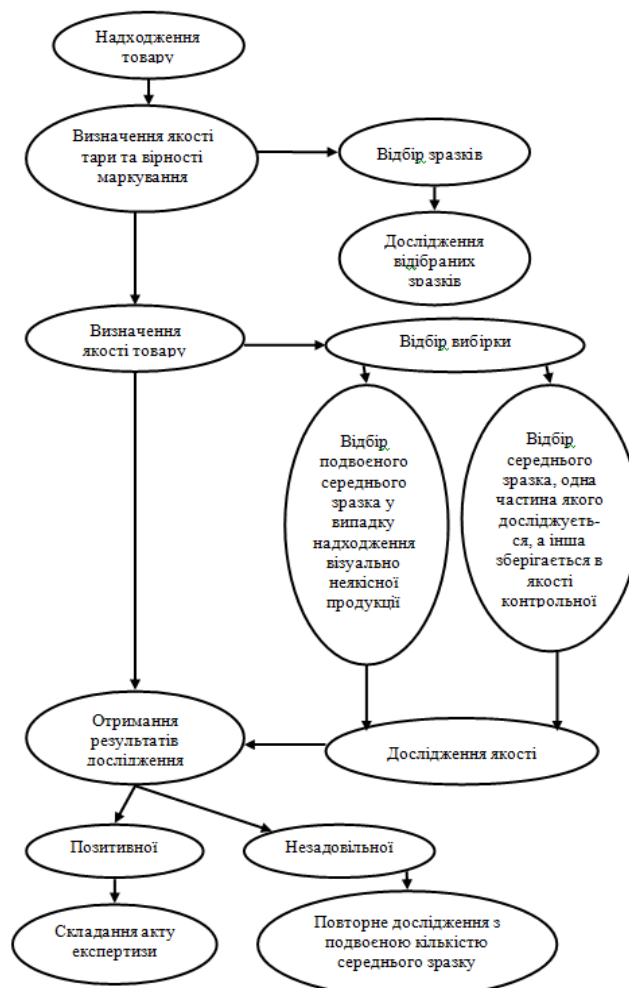 Надходження
товару
Визначення якості
тари та вірності
маркування
Відбір зразків
Дослідження
відібраних
зразків
Визначення
якості товару
Відбір вибірки
Відбір
подвоєного
середнього
зразка у
випадку
надходження
візуально
неякісної
продукції
Відбір
середнього
зразка, одна
частина якого
досліджуєть-
ся, а інша
зберігається в
якості
контрольної
Отримання
результатів
дослідження
Дослідження якості
Позитивної
Незадовільної
Складання акту
експертизи
Повторне дослідження з
подвоєною кількістю
середнього зразку